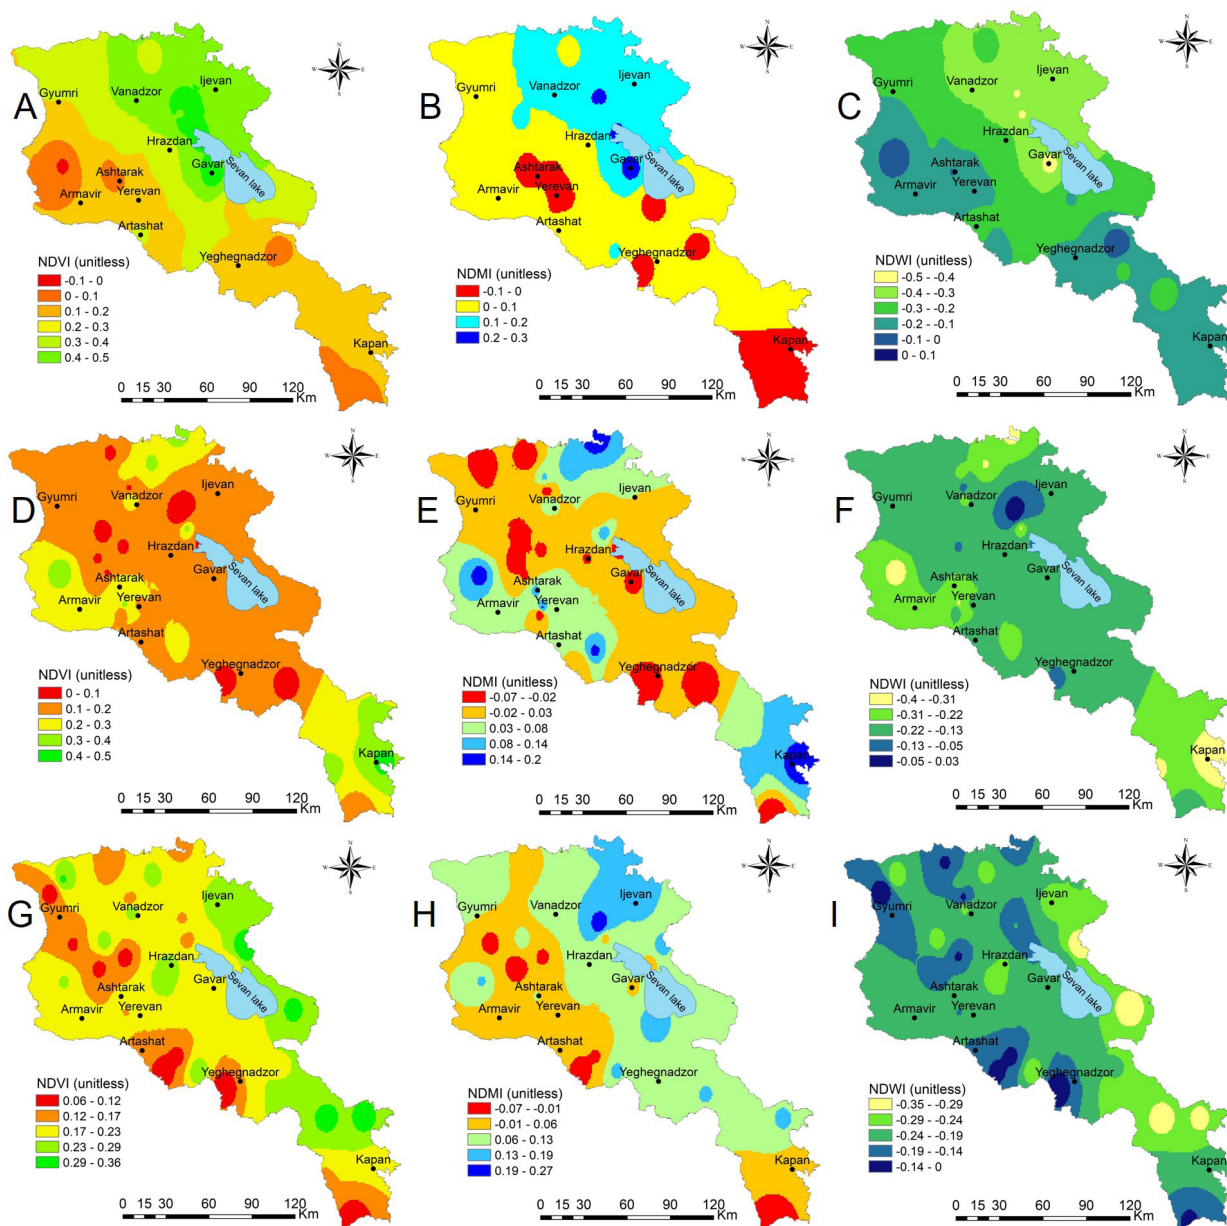 A
N
W E
S
Gyumri
Vanadzor
Ijevan
Hrazdan
Gavar
Sevan lake
Ashtarak
Armavir
Yerevan
Artashat
Yeghegnadzor
Kapan
NDVI (unitless)
-0.1 - 0
0 - 0.1
0.1 - 0.2
0.2 - 0.3
0.3 - 0.4
0.4 - 0.5
0 15 30 60 90 120
Km
B
N
W E
S
Gyumri
Vanadzor
Ijevan
Hrazdan
Gavar
Sevan lake
Ashtarak
Armavir
Yerevan
Artashat
Yeghegnadzor
Kapan
NDMI (unitless)
-0.1 - 0
0 - 0.1
0.1 - 0.2
0.2 - 0.3
0 15 30 60 90 120
Km
C
N
W E
S
Gyumri
Vanadzor
Ijevan
Hrazdan
Gavar
Sevan lake
Ashtarak
Armavir
Yerevan
Artashat
Yeghegnadzor
Kapan
NDWI (unitless)
-0.5 - -0.4
-0.4 - -0.3
-0.3 - -0.2
-0.2 - -0.1
-0.1 - 0
0 - 0.1
0 15 30 60 90 120
Km
D
N
W E
S
Gyumri
Vanadzor
Ijevan
Hrazdan
Gavar
Sevan lake
Ashtarak
Armavir
Yerevan
Artashat
Yeghegnadzor
Kapan
NDVI (unitless)
0 - 0.1
0.1 - 0.2
0.2 - 0.3
0.3 - 0.4
0.4 - 0.5
0 15 30 60 90 120
Km
E
N
W E
S
Gyumri
Vanadzor
Ijevan
Hrazdan
Gavar
Sevan lake
Ashtarak
Armavir
Yerevan
Artashat
Yeghegnadzor
Kapan
NDMI (unitless)
-0.07 - -0.02
-0.02 - 0.03
0.03 - 0.08
0.08 - 0.14
0.14 - 0.2
0 15 30 60 90 120
Km
F
N
W E
S
Gyumri
Vanadzor
Ijevan
Hrazdan
Gavar
Sevan lake
Ashtarak
Armavir
Yerevan
Artashat
Yeghegnadzor
Kapan
NDWI (unitlless)
-0.4 - -0.31
-0.31 - -0.22
-0.22 - -0.13
-0.13 - -0.05
-0.05 - 0.03
0 15 30 60 90 120
Km
G
N
W E
S
Gyumri
Vanadzor
Ijevan
Hrazdan
Gavar
Sevan lake
Ashtarak
Armavir
Yerevan
Artashat
Yeghegnadzor
Kapan
NDVI (unitless)
0.06 - 0.12
0.12 - 0.17
0.17 - 0.23
0.23 - 0.29
0.29 - 0.36
0 15 30 60 90 120
Km
H
N
W E
S
Gyumri
Vanadzor
Ijevan
Hrazdan
Gavar
Sevan lake
Ashtarak
Armavir
Yerevan
Artashat
Yeghegnadzor
Kapan
NDMI (unitless)
-0.07 - -0.01
-0.01 - 0.06
0.06 - 0.13
0.13 - 0.19
0.19 - 0.27
0 15 30 60 90 120
Km
I
N
W E
S
Gyumri
Vanadzor
Ijevan
Hrazdan
Gavar
Sevan lake
Ashtarak
Armavir
Yerevan
Artashat
Yeghegnadzor
Kapan
NDWI (unitless)
-0.35 - -0.29
-0.29 - -0.24
-0.24 - -0.19
-0.19 - -0.14
-0.14 - 0
0 15 30 60 90 120
Km